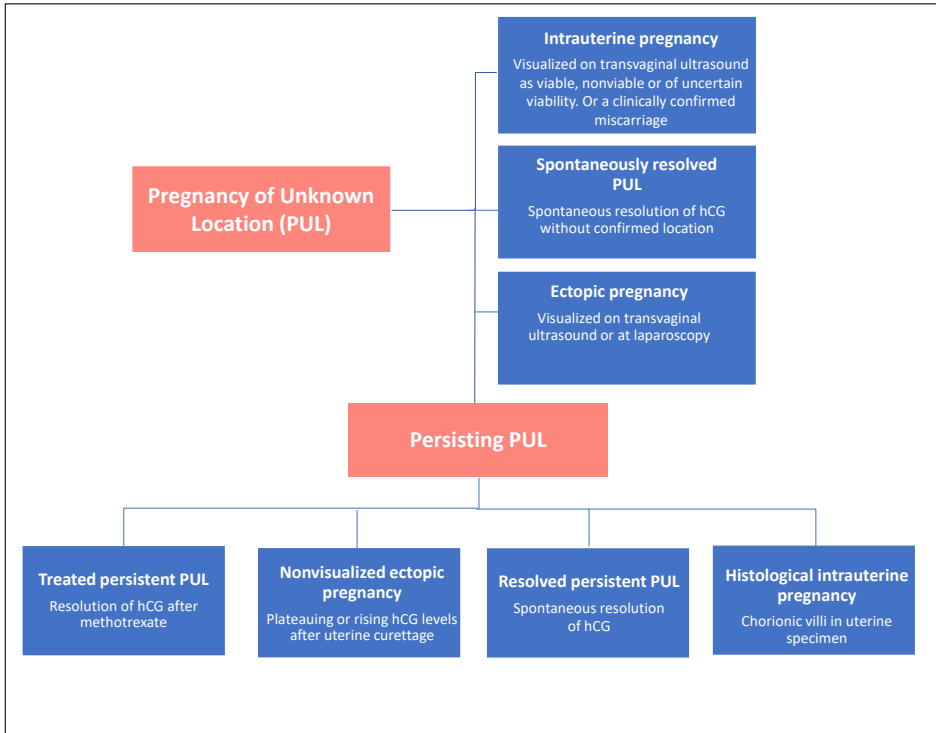 Intrauterine pregnancy
Visualized on transvaginal ultrasound
as viable, nonviable or of uncertain
viability. Or a clinically confirmed
miscarriage
Pregnancy of Unknown
Location (PUL)
Spontaneously resolved
PUL
Spontaneous resolution of hCG
without confirmed location
Ectopic pregnancy
Visualized on transvaginal
ultrasound or at laparoscopy
Persisting PUL
Treated persistent PUL
Resolution of hCG after
methotrexate
Nonvisualized ectopic
pregnancy
Plateauing or rising hCG levels
after uterine curettage
Resolved persistent PUL
Spontaneous resolution
of hCG
Histological intrauterine
pregnancy
Chorionic villi in uterine
specimen